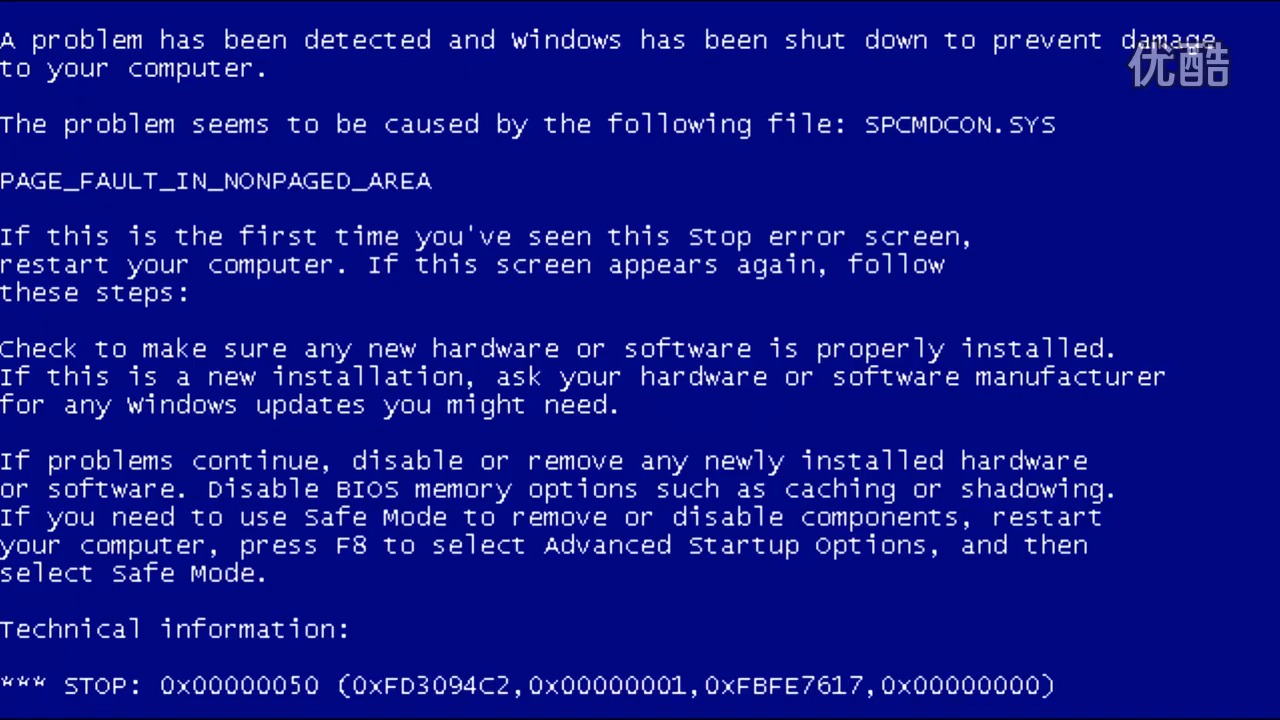 A problem has been detected and Windows has been shut down to prevent damage
to your computer.
优酷
The problem seems to be caused by the following file: SPCMDCON.SYS
PAGE_FAULT_IN_NONPAGED_AREA
If this is the first time you've seen this Stop error screen,
restart your computer. If this screen appears again, follow
these steps:
Check to make sure any new hardware or software is properly installed.
If this is a new installation, ask your hardware or software manufacturer
for any Windows updates you might need.
If problems continue, disable or remove any newly installed hardware
or software. Disable BIOS memory options such as caching or shadowing.
If you need to use Safe Mode to remove or disable components, restart
your computer, press F8 to select Advanced Startup Options, and then
select Safe Mode.
Technical information:
*** STOP: 0x00000050 (0xFD3094C2,0x00000001,0xFBFE7617,0x00000000)